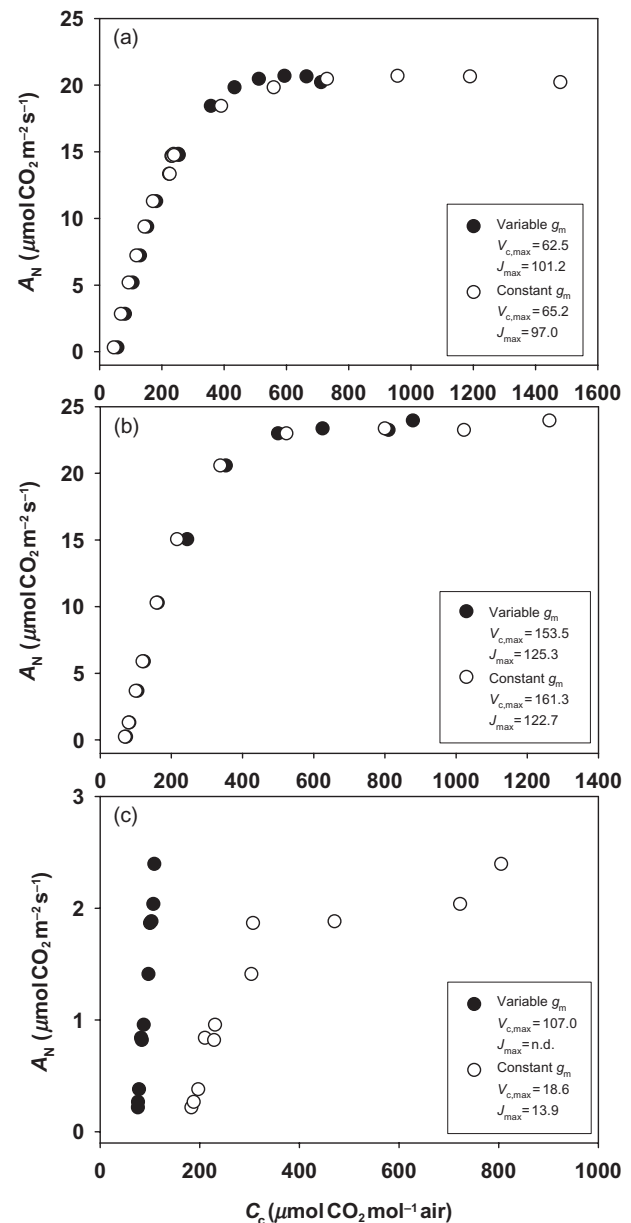 25
(a)
20
15
10
5
0
A_N (μmol CO₂ m⁻² s⁻¹)
Variable g_m
V_c,max = 62.5
J_max = 101.2
Constant g_m
V_c,max = 65.2
J_max = 97.0
0 200 400 600 800 1000 1200 1400 1600
25
(b)
20
15
10
5
0
A_N (μmol CO₂ m⁻² s⁻¹)
Variable g_m
V_c,max = 153.5
J_max = 125.3
Constant g_m
V_c,max = 161.3
J_max = 122.7
0 200 400 600 800 1000 1200 1400
3
(c)
2
1
0
A_N (μmol CO₂ m⁻² s⁻¹)
Variable g_m
V_c,max = 107.0
J_max = n.d.
Constant g_m
V_c,max = 18.6
J_max = 13.9
0 200 400 600 800 1000
C_c (μmol CO₂ mol⁻¹ air)